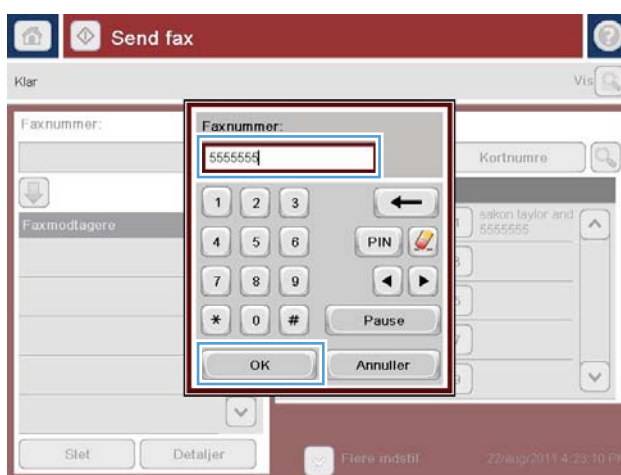 Send fax
Klar
Vis
Faxnummer:
Kortnumre
Faxmodtagere
sakon taylor and
5555555
Faxnummer:
5555555
1 2 3
4 5 6 PIN
7 8 9
* 0 # Pause
OK Annuller
Slet Detaljer
Flere indstil.
22/aug/2011 4:23:10 P